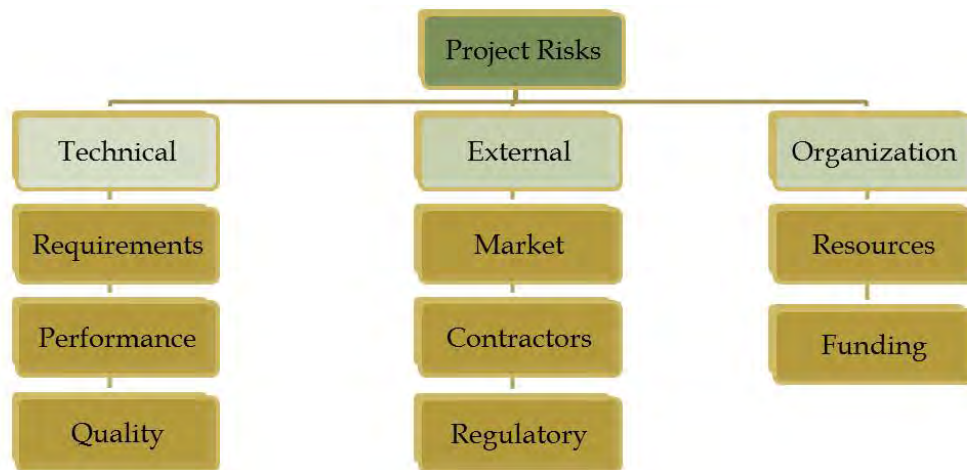 Project Risks
Technical
External
Organization
Requirements
Market
Resources
Performance
Contractors
Funding
Quality
Regulatory